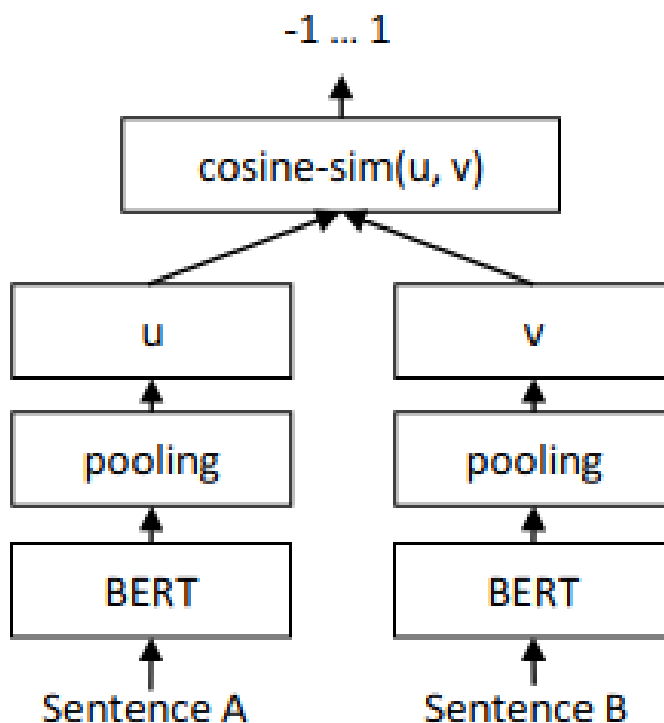 -1 ... 1
cosine-sim(u, v)
u
v
pooling
pooling
BERT
BERT
Sentence A
Sentence B